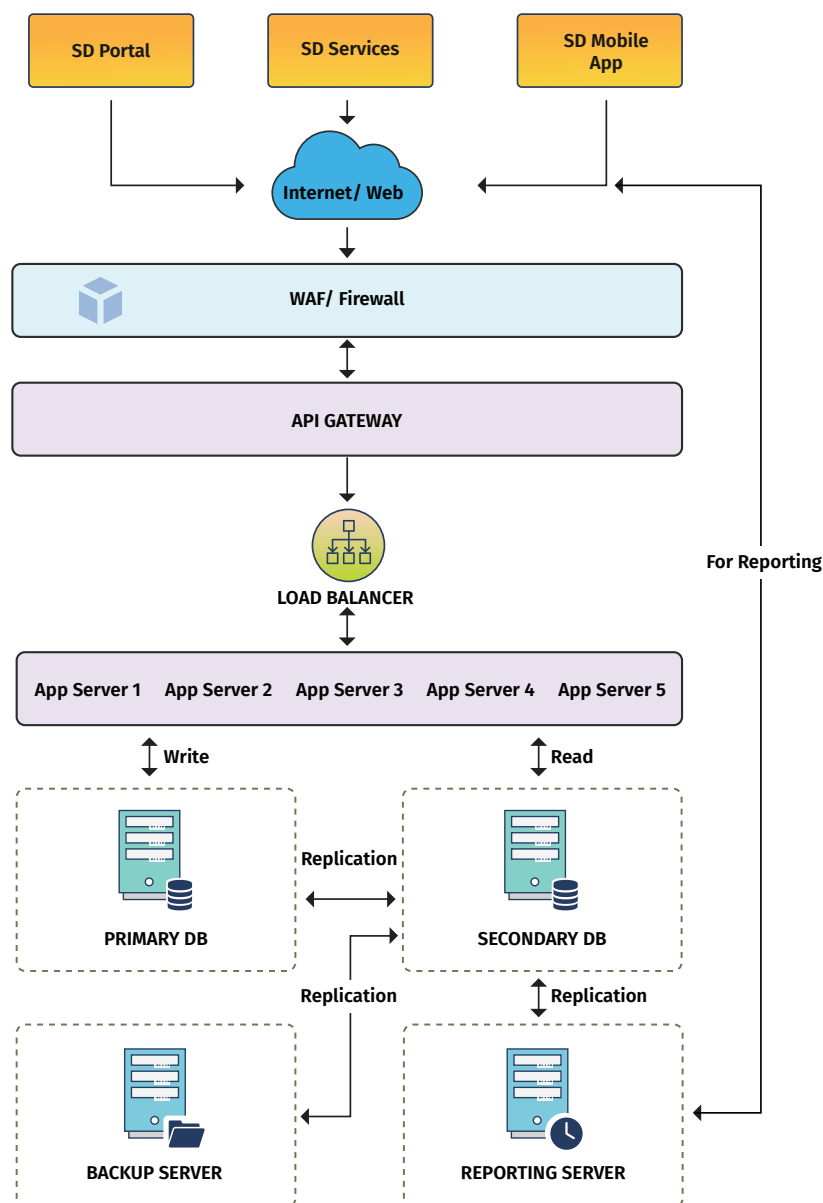 SD Portal
SD Services
SD Mobile
App
Internet/ Web
WAF/ Firewall
API GATEWAY
LOAD BALANCER
For Reporting
App Server 1 App Server 2 App Server 3 App Server 4 App Server 5
Write
Read
Replication
PRIMARY DB
SECONDARY DB
Replication
Replication
BACKUP SERVER
REPORTING SERVER